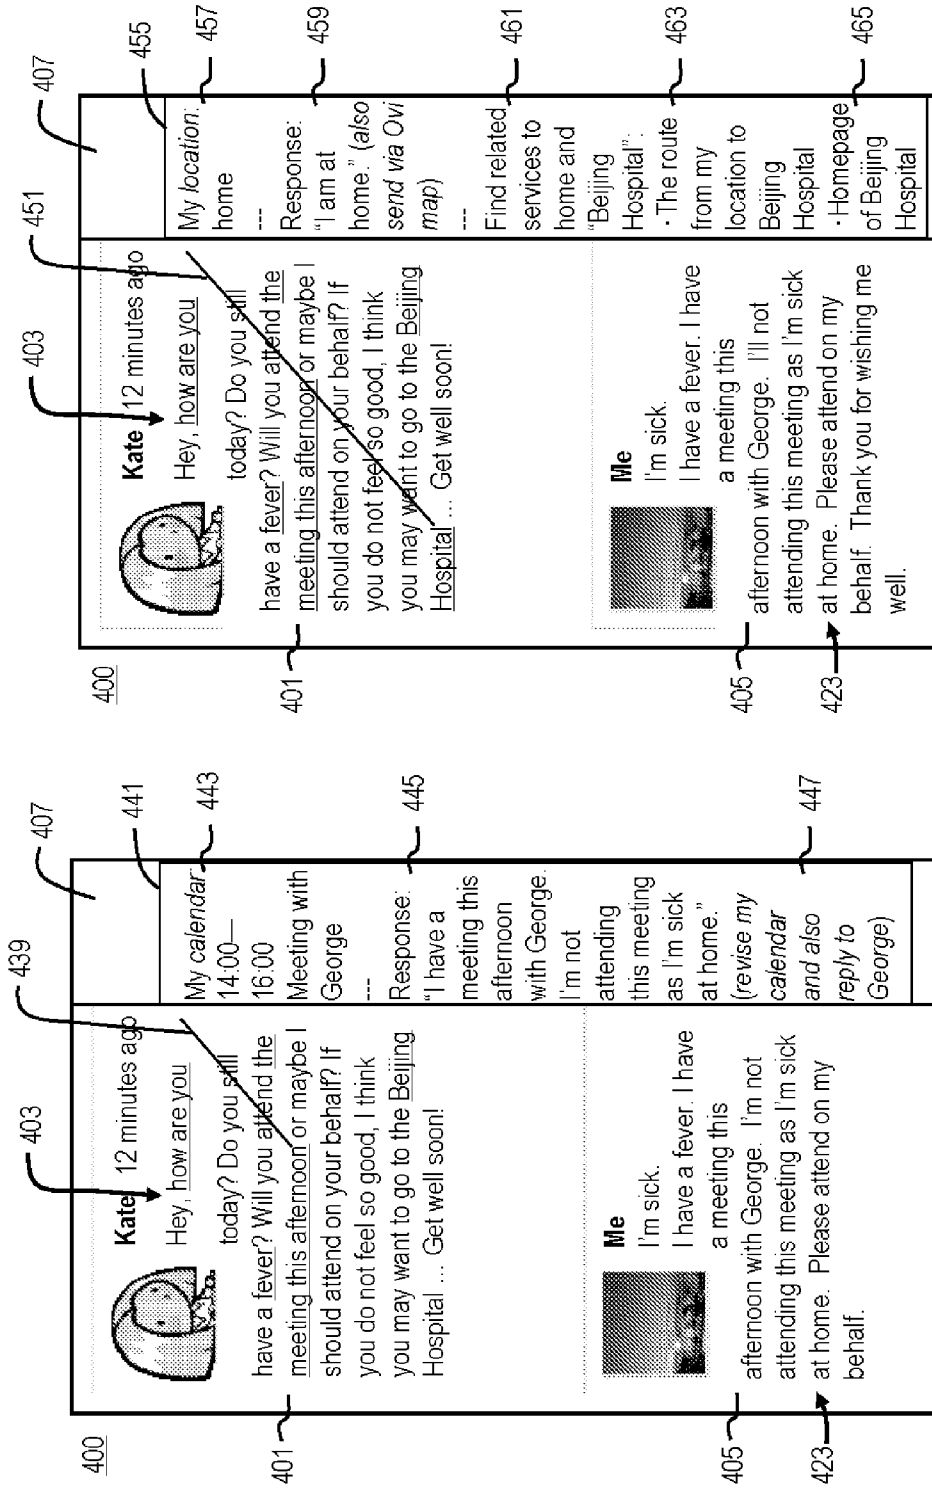 400
403
439
407
441
443
445
447
401
405
423
Kate 12 minutes ago
Hey, how are you
today? Do you still
have a fever? Will you attend the
meeting this afternoon or maybe I
should attend on your behalf? If
you do not feel so good, I think
you may want to go to the Beijing
Hospital ... Get well soon!
Me
I'm sick.
I have a fever. I have
a meeting this
afternoon with George. I'm not
attending this meeting as I'm sick
at home. Please attend on my
behalf.
My calendar:
14:00—
16:00
Meeting with
George
---
Response:
“I have a
meeting this
afternoon
with George.
I'm not
attending
this meeting
as I'm sick
at home.”
(revise my
calendar
and also
reply to
George)
400
403
451
407
455
457
459
461
463
465
401
405
423
Kate 12 minutes ago
Hey, how are you
today? Do you still
have a fever? Will you attend the
meeting this afternoon or maybe I
should attend on your behalf? If
you do not feel so good, I think
you may want to go to the Beijing
Hospital ... Get well soon!
Me
I'm sick.
I have a fever. I have
a meeting this
afternoon with George. I'll not
attending this meeting as I'm sick
at home. Please attend on my
behalf. Thank you for wishing me
well.
My location:
home
---
Response:
“I am at
home.” (also
send via Ovi
map)
---
Find related
services to
home and
“Beijing
Hospital”:
· The route
from my
location to
Beijing
Hospital
· Homepage
of Beijing
Hospital